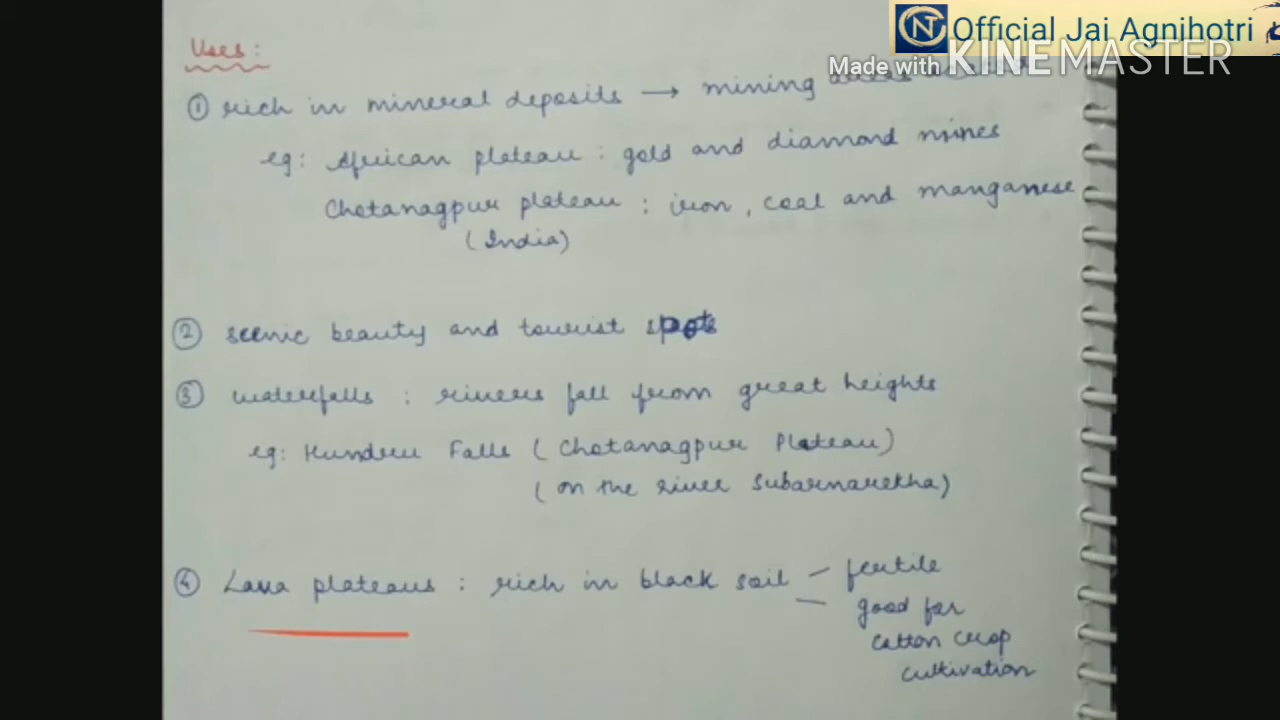 Official Jai Agnihotri
Made with KINEMASTER
Uses:
① rich in mineral deposits → mining
eg: African plateau : gold and diamond mines
Chotanagpur plateau : iron, coal and manganese
(India)
② scenic beauty and tourist spots
③ waterfalls : rivers fall from great heights
eg: Hundru Falls (Chotanagpur Plateau)
(on the river Subarnarekha)
④ Lava plateaus : rich in black soil – fertile
– good for
cotton crop
cultivation